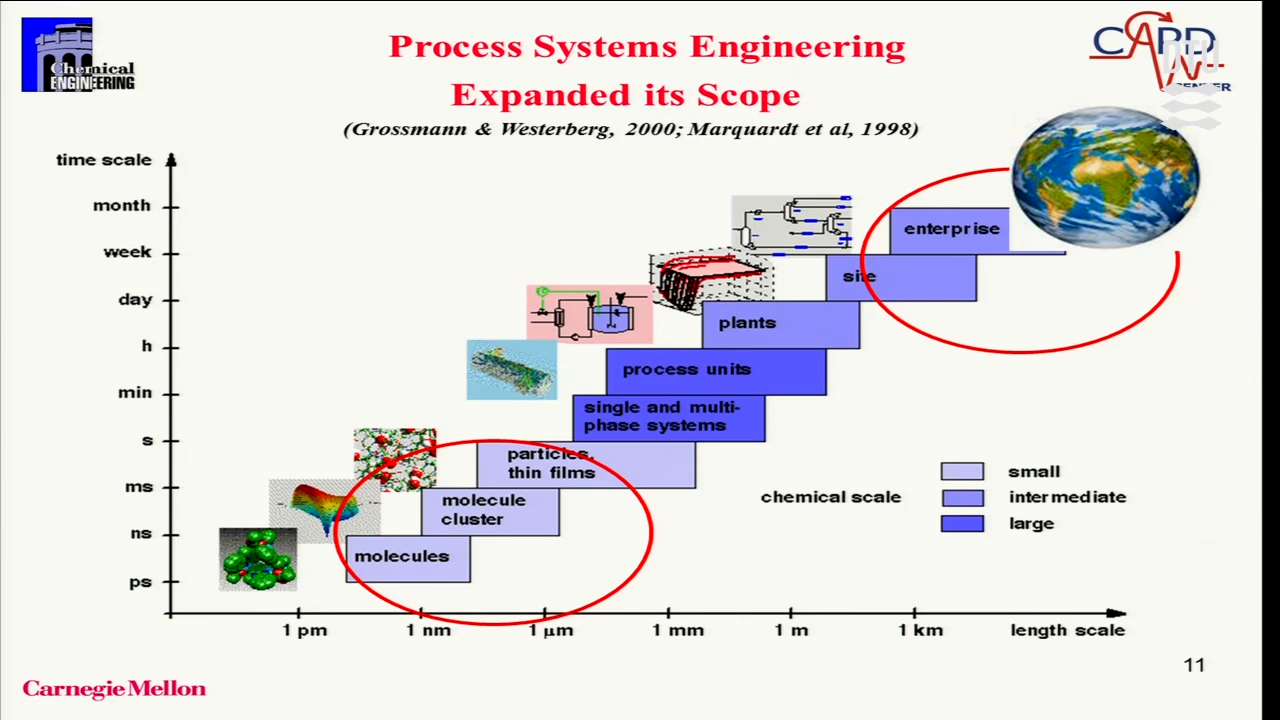 Chemical
ENGINEERING
Process Systems Engineering
Expanded its Scope
(Grossmann & Westerberg, 2000; Marquardt et al, 1998)
CAPD
CENTER
DTU
time scale
month
week
day
h
min
s
ms
ns
ps
enterprise
site
plants
process units
single and multi-
phase systems
particles,
thin films
molecule
cluster
molecules
chemical scale
small
intermediate
large
1 pm
1 nm
1 µm
1 mm
1 m
1 km
length scale
11
Carnegie Mellon